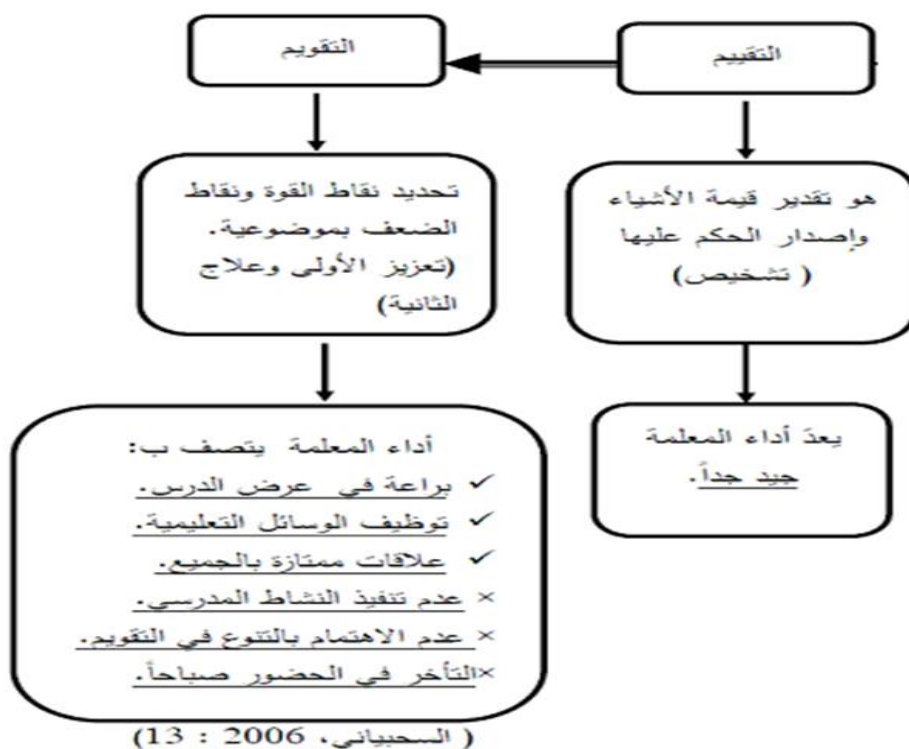 التقييم
التقويم
هو تقدير قيمة الأشياء
وإصدار الحكم عليها
( تشخيص)
تحديد نقاط القوة ونقاط
الضعف بموضوعية.
(تعزيز الأولى وعلاج
الثانية)
يعدّ أداء المعلمة
جيد جداً.
أداء المعلمة يتصف ب:
✓ براعة في عرض الدرس.
✓ توظيف الوسائل التعليمية.
✓ علاقات ممتازة بالجميع.
× عدم تنفيذ النشاط المدرسي.
× عدم الاهتمام بالتنوع في التقويم.
×التأخر في الحضور صباحاً.
( السحيباني، 2006 : 13)